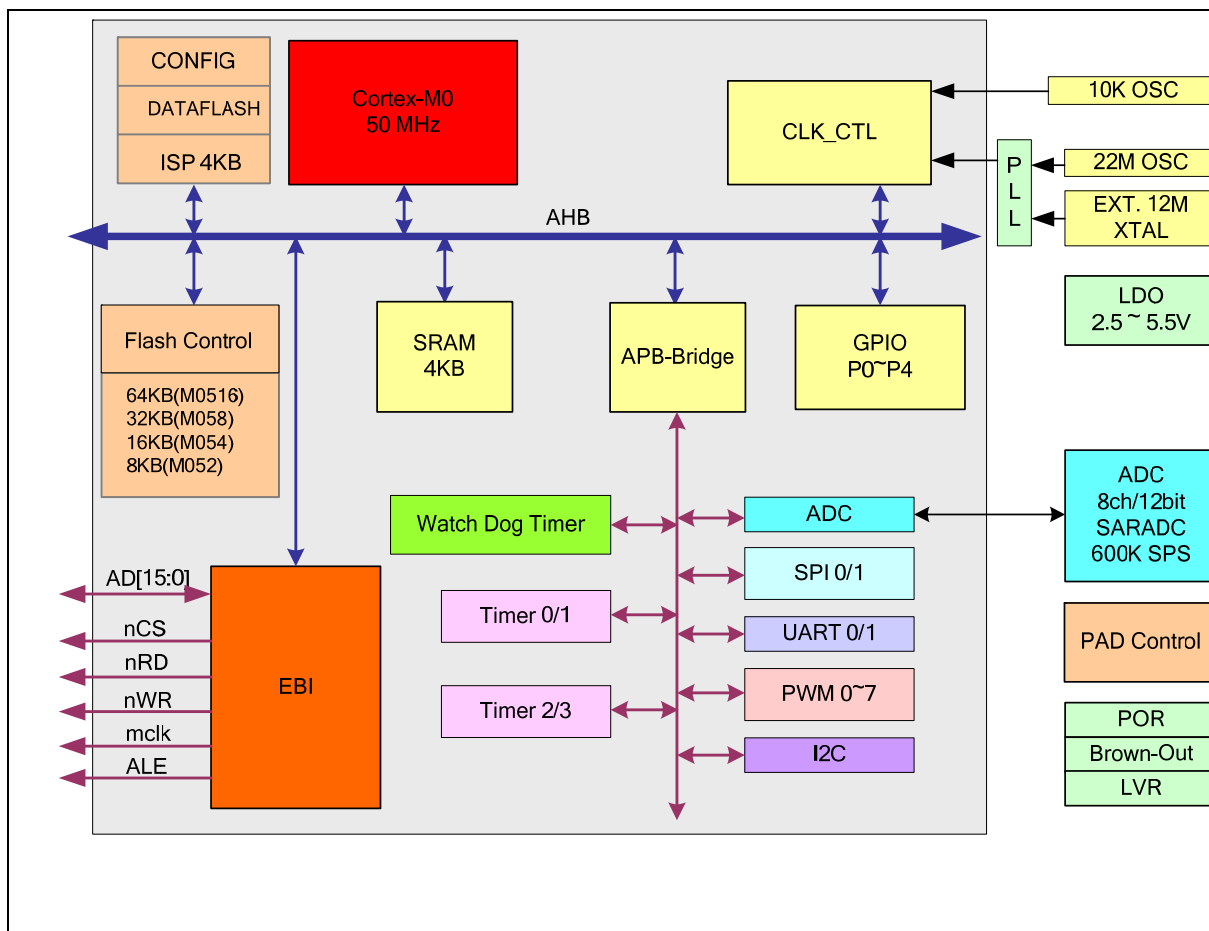 CONFIG
DATAFLASH
ISP 4KB
Cortex-M0
50 MHz
CLK_CTL
10K OSC
PLL
22M OSC
EXT. 12M
XTAL
AHB
LDO
2.5 ~ 5.5V
Flash Control
64KB(M0516)
32KB(M058)
16KB(M054)
8KB(M052)
SRAM
4KB
APB-Bridge
GPIO
P0~P4
Watch Dog Timer
Timer 0/1
Timer 2/3
ADC
SPI 0/1
UART 0/1
PWM 0~7
I2C
ADC
8ch/12bit
SARADC
600K SPS
PAD Control
POR
Brown-Out
LVR
AD[15:0]
nCS
nRD
nWR
mclk
ALE
EBI